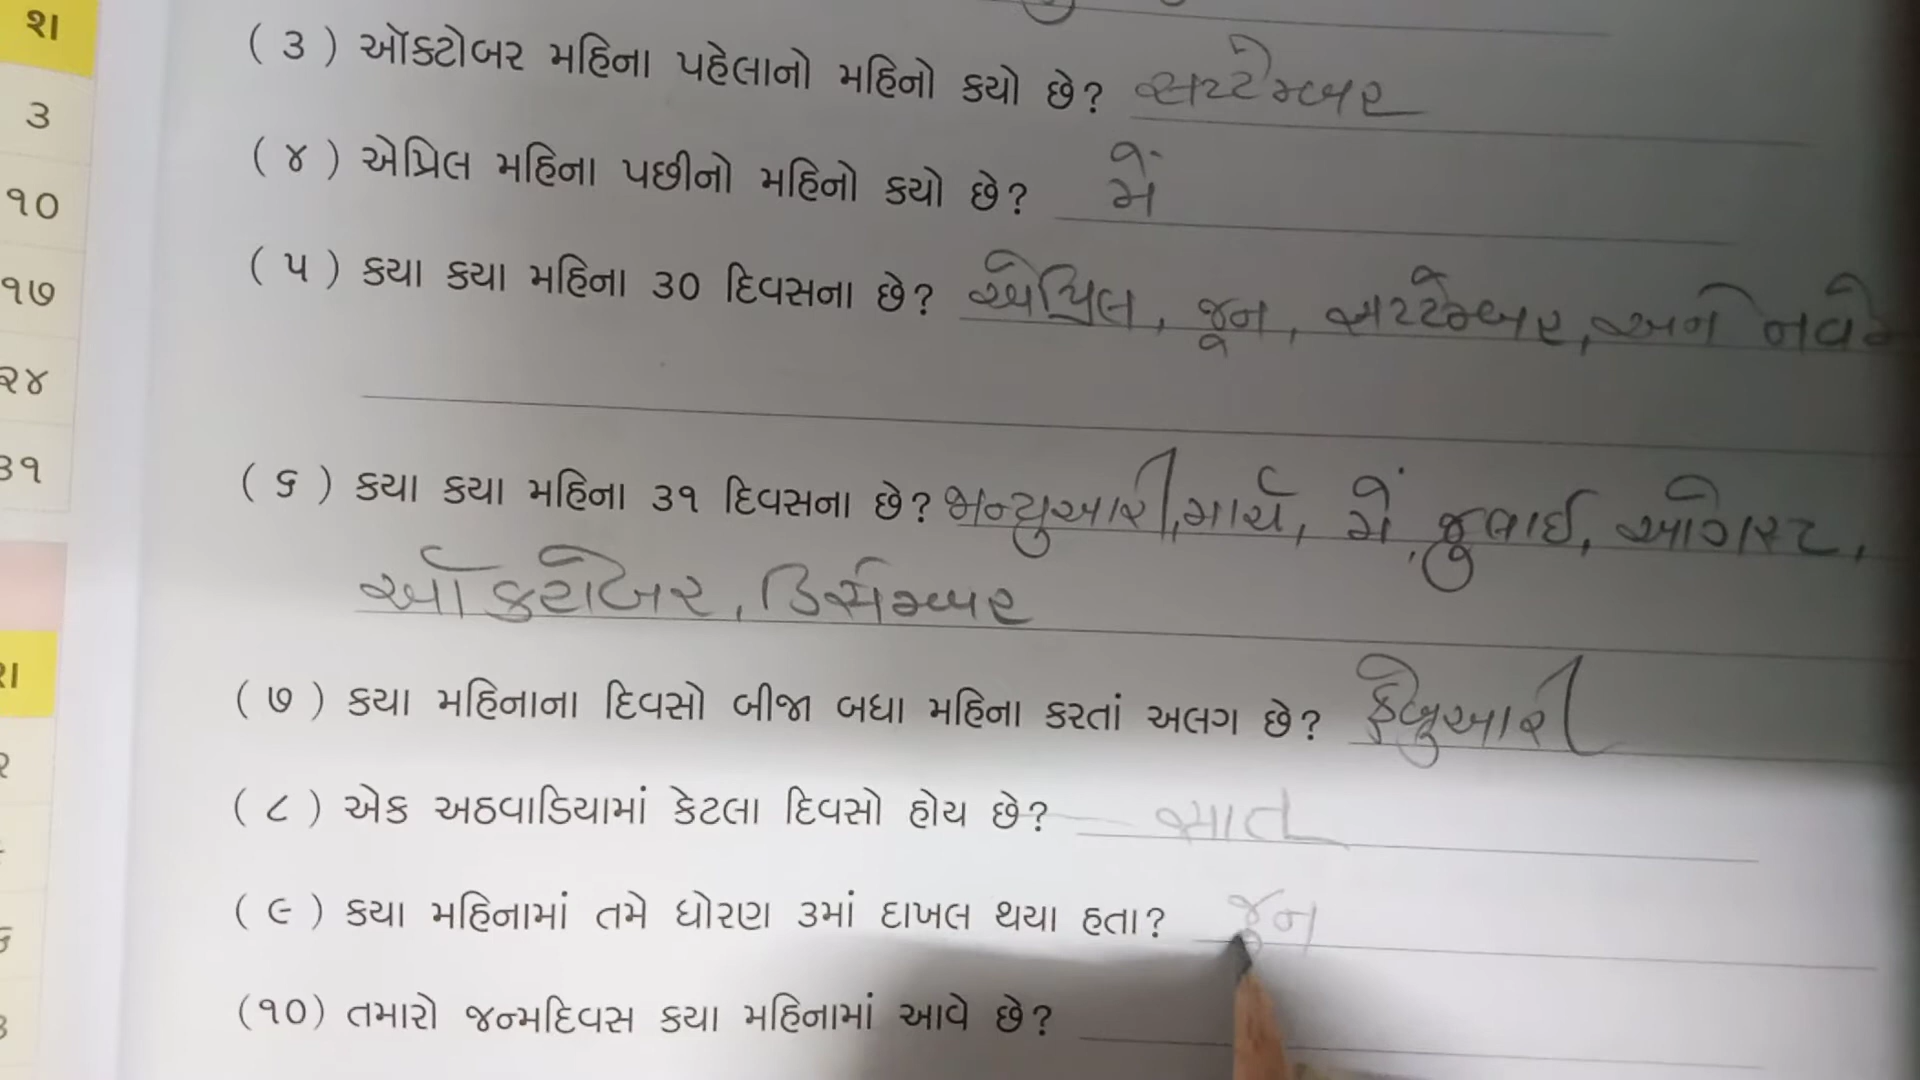 શ
૩
૧૦
૧૭
૨૪
૩૧
(૩) ઑક્ટોબર મહિના પહેલાનો મહિનો કયો છે? સપ્ટેમ્બર
(૪) એપ્રિલ મહિના પછીનો મહિનો કયો છે? મેં
(૫) કયા કયા મહિના ૩૦ દિવસના છે? એપ્રિલ, જૂન, સપ્ટેમ્બર, અને નવે
(૬) કયા કયા મહિના ૩૧ દિવસના છે? જાન્યુઆરી, માર્ચ, મેં, જુલાઈ, ઓગસ્ટ,
ઑક્ટોબર, ડિસેમ્બર
(૭) કયા મહિનાના દિવસો બીજા બધા મહિના કરતાં અલગ છે? ફેબ્રુઆરી
(૮) એક અઠવાડિયામાં કેટલા દિવસો હોય છે? સાત
(૯) કયા મહિનામાં તમે ધોરણ ૩માં દાખલ થયા હતા? જૂન
(૧૦) તમારો જન્મદિવસ કયા મહિનામાં આવે છે?